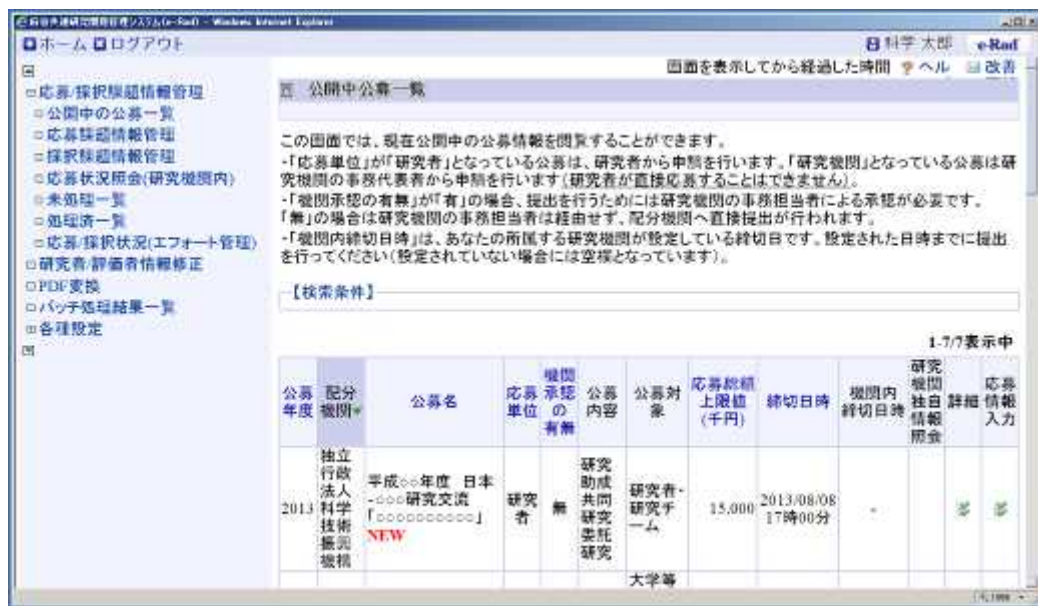 府省共通研究開発管理システム(e-Rad) - Windows Internet Explorer
ホーム ログアウト
科学 太郎 e-Rad
画面を表示してから経過した時間 ヘル 改善
応募/採択課題情報管理
公開中の公募一覧
応募課題情報管理
採択課題情報管理
応募状況照会(研究機関内)
未処理一覧
処理済一覧
応募/採択状況(エフォート管理)
研究者/評価者情報修正
PDF変換
バッチ処理結果一覧
各種設定
公開中公募一覧
この画面では、現在公開中の公募情報を閲覧することができます。
・「応募単位」が「研究者」となっている公募は、研究者から申請を行います。「研究機関」となっている公募は研
究機関の事務代表者から申請を行います(研究者が直接応募することはできません)。
・「機関承認の有無」が「有」の場合、提出を行うためには研究機関の事務担当者による承認が必要です。
「無」の場合は研究機関の事務担当者は経由せず、配分機関へ直接提出が行われます。
・「機関内締切日時」は、あなたの所属する研究機関が設定している締切日です。設定された日時までに提出
を行ってください(設定されていない場合には空欄となっています)。
【検索条件】
1-7/7表示中
公募
年度
配分
機関▼
公募名
応募
単位
機関
承認
の
有無
公募
内容
公募対
象
応募総額
上限値
(千円)
締切日時
機関内
締切日時
研究
機関
独自
情報
照会
詳細
応募
情報
入力
2013
独立
行政
法人
科学
技術
振興
機構
平成○○年度 日本
-○○○研究交流
「○○○○○○○○○○」
NEW
研究
者
無
研究
助成
共同
研究
委託
研究
研究者・
研究チ
ーム
15,000
2013/08/08
17時00分
-
大学等